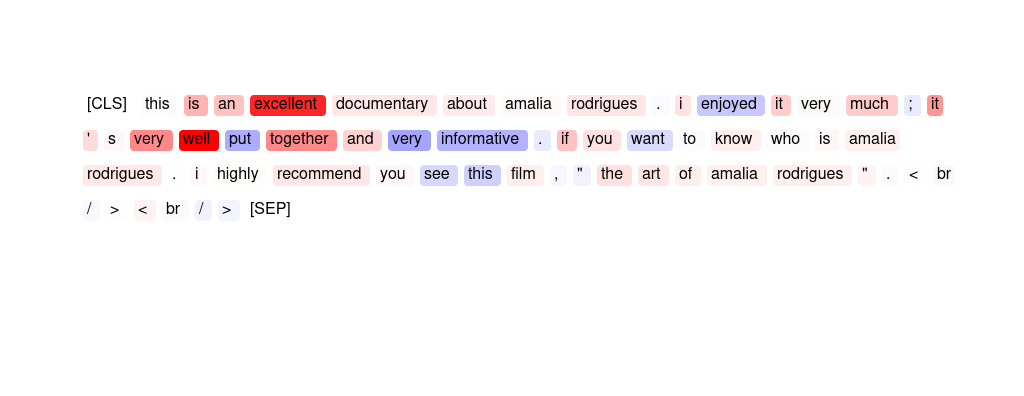 [CLS] this is an excellent documentary about amalia rodrigues . i enjoyed it very much ; it
' s very well put together and very informative . if you want to know who is amalia
rodrigues . i highly recommend you see this film , " the art of amalia rodrigues " . < br
/ > < br / > [SEP]